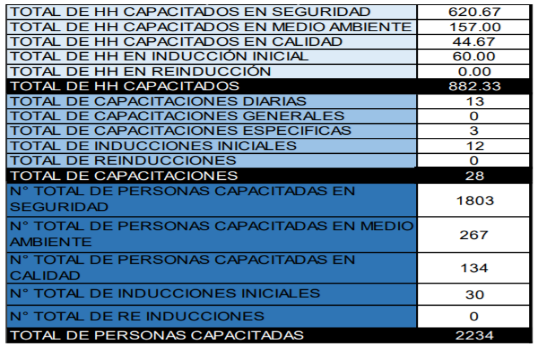 TOTAL DE HH CAPACITADOS EN SEGURIDAD 620.67
TOTAL DE HH CAPACITADOS EN MEDIO AMBIENTE 157.00
TOTAL DE HH CAPACITADOS EN CALIDAD 44.67
TOTAL DE HH EN INDUCCIÓN INICIAL 60.00
TOTAL DE HH EN REINDUCCIÓN 0.00
TOTAL DE HH CAPACITADOS 882.33
TOTAL DE CAPACITACIONES DIARIAS 13
TOTAL DE CAPACITACIONES GENERALES 0
TOTAL DE CAPACITACIONES ESPECIFICAS 3
TOTAL DE INDUCCIONES INICIALES 12
TOTAL DE REINDUCCIONES 0
TOTAL DE CAPACITACIONES 28
N° TOTAL DE PERSONAS CAPACITADAS EN
SEGURIDAD 1803
N° TOTAL DE PERSONAS CAPACITADAS EN MEDIO
AMBIENTE 267
N° TOTAL DE PERSONAS CAPACITADAS EN
CALIDAD 134
N° TOTAL DE INDUCCIONES INICIALES 30
N° TOTAL DE RE INDUCCIONES 0
TOTAL DE PERSONAS CAPACITADAS 2234